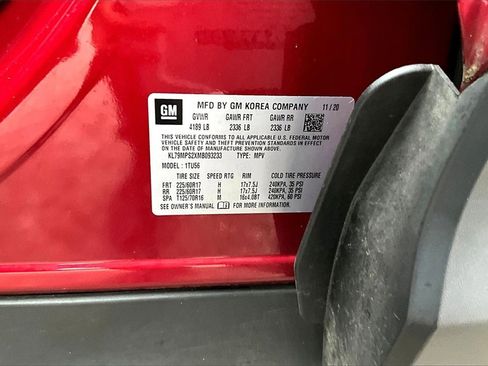 GM
MFD BY GM KOREA COMPANY 11/20
GVWR GAWR FRT GAWR RR
4189 LB 2336 LB 2336 LB
THIS VEHICLE CONFORMS TO ALL APPLICABLE U.S. FEDERAL MOTOR
VEHICLE SAFETY, BUMPER, AND THEFT PREVENTION STANDARDS IN
EFFECT ON THE DATE OF MANUFACTURE SHOWN ABOVE.
KL79MPS2XMB093233 TYPE: MPV
MODEL: 1TU56
TIRE SIZE SPEED RTG RIM COLD TIRE PRESSURE
FRT 225/60R17 H 17x7.5J 240KPA, 35 PSI
RR 225/60R17 H 17x7.5J 240KPA, 35 PSI
SPA T125/70R16 M 16x4.0BT 420KPA, 60 PSI
SEE OWNER'S MANUAL FOR MORE INFORMATION.